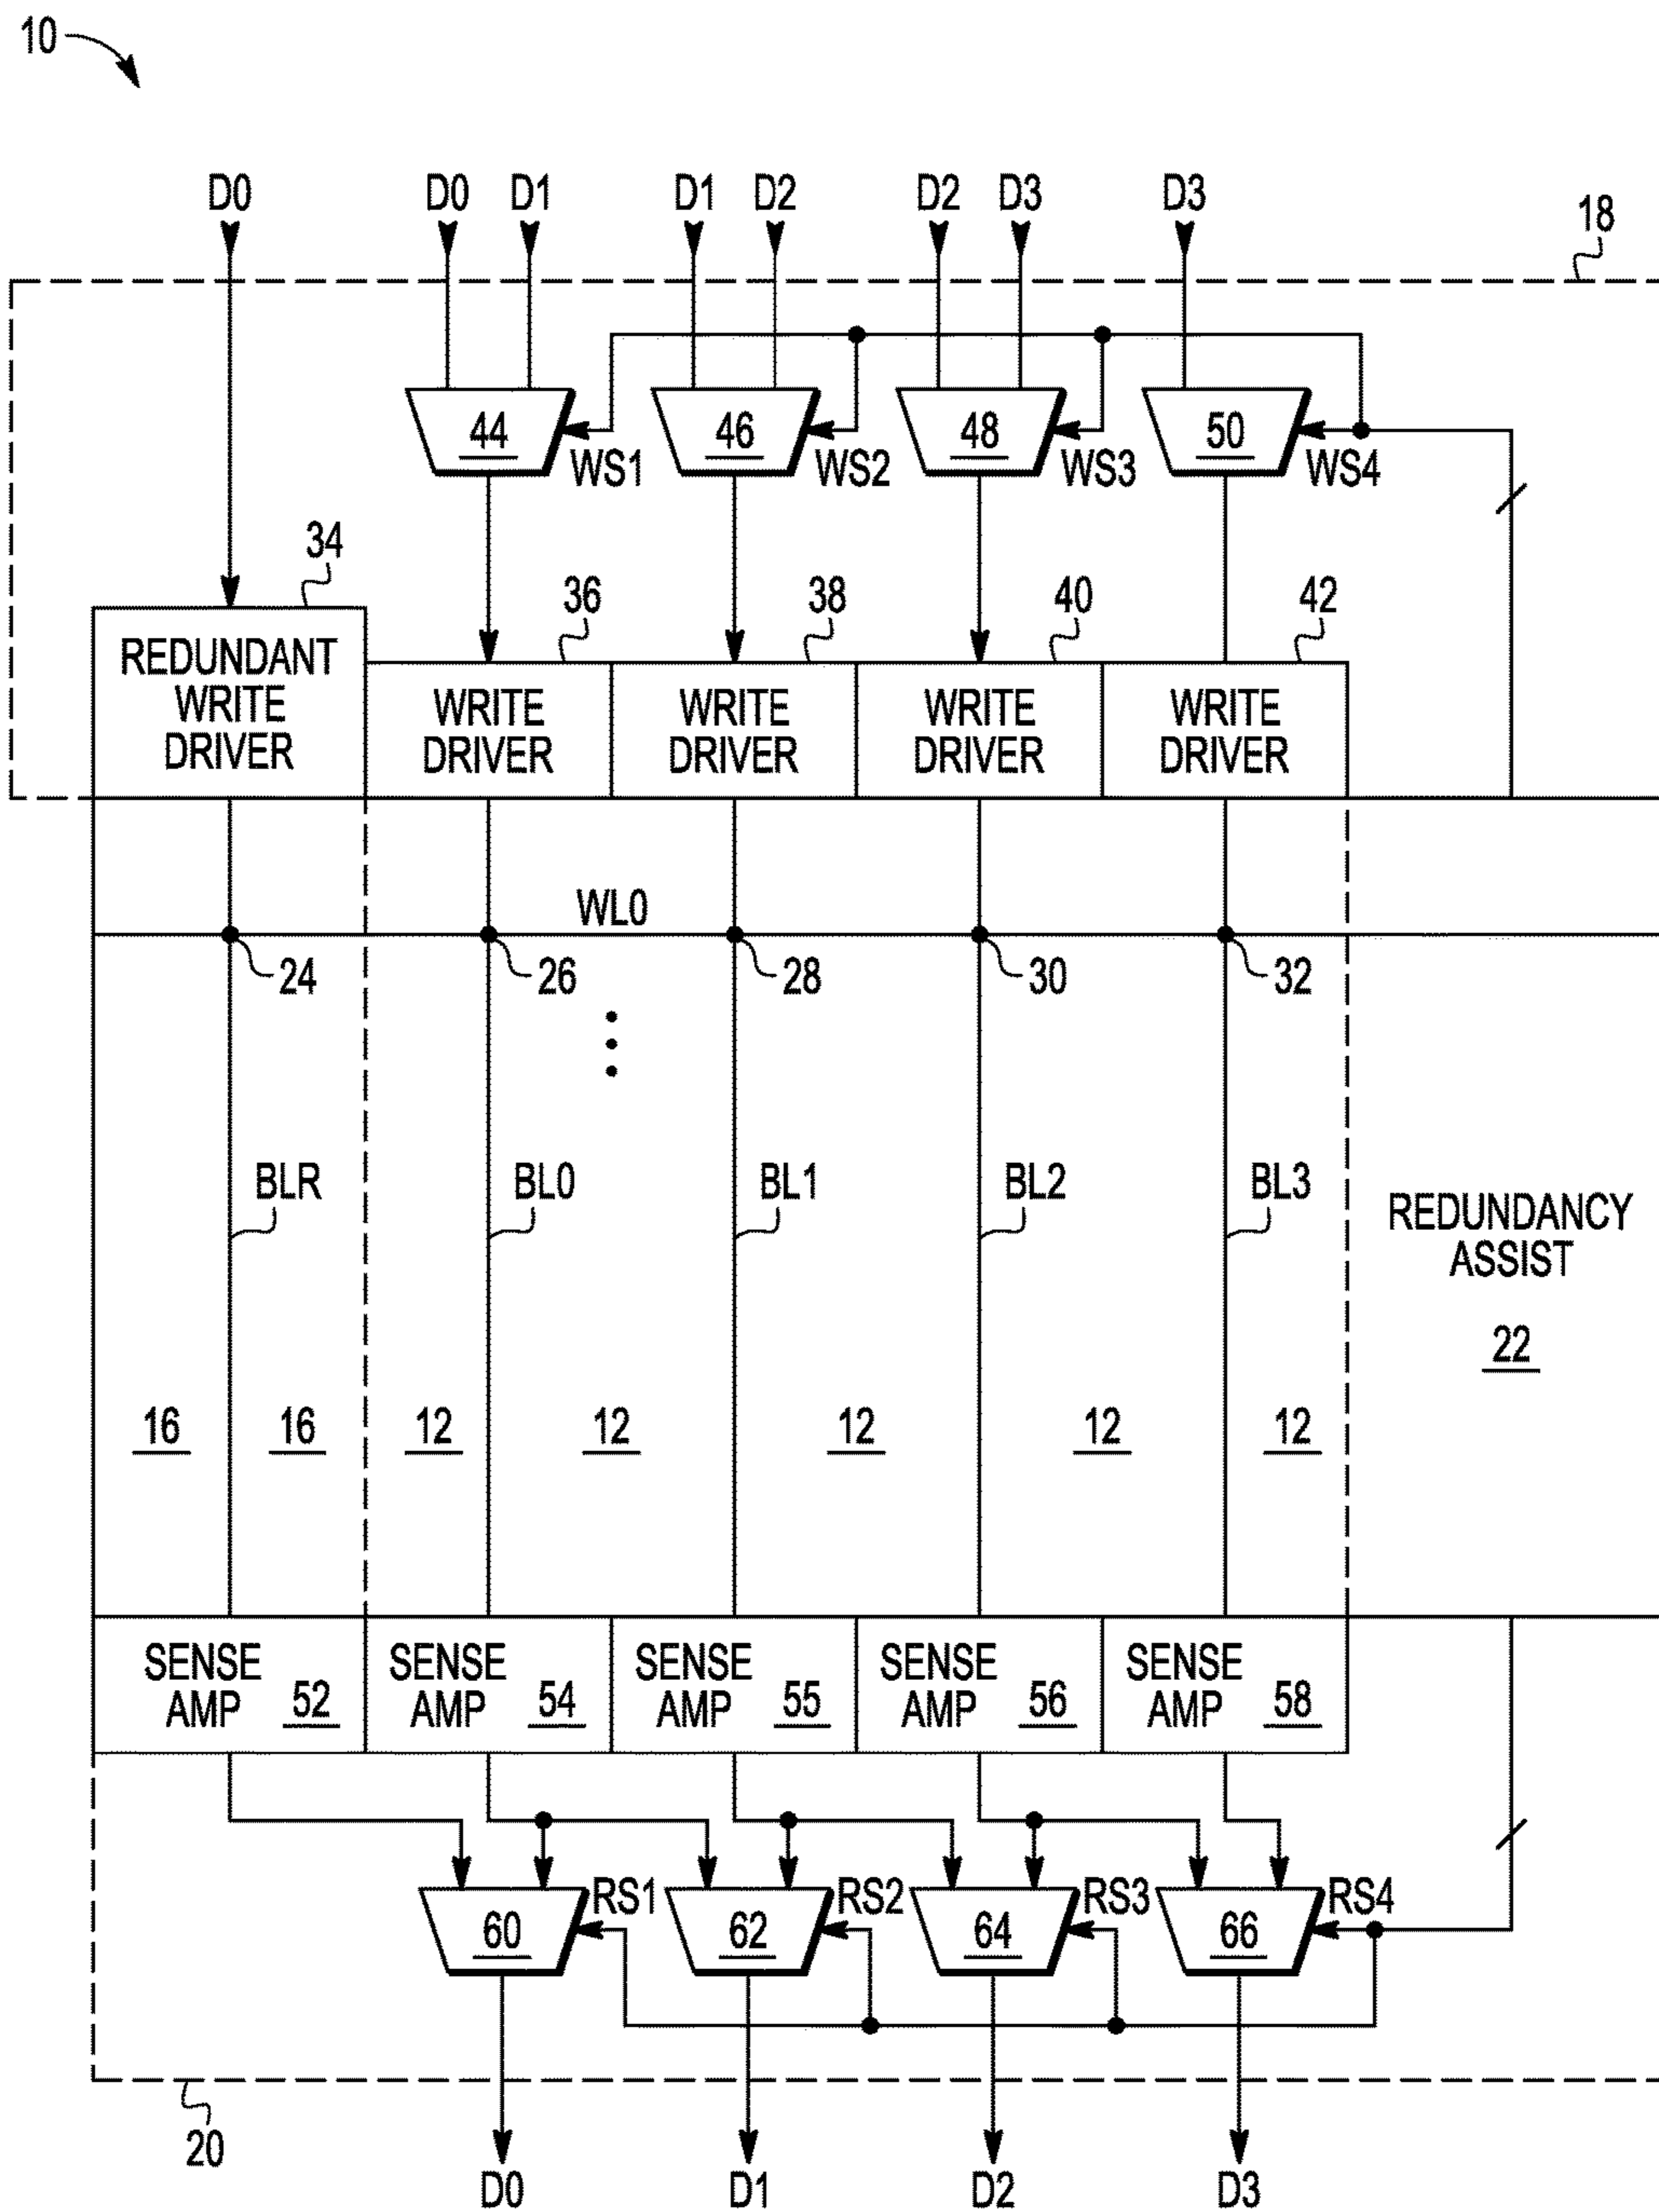 10
D0 D0 D1 D1 D2 D2 D3 D3
18
44 46 48 50
WS1 WS2 WS3 WS4
34
36 38 40 42
REDUNDANT
WRITE
DRIVER
WRITE
DRIVER
WRITE
DRIVER
WRITE
DRIVER
WRITE
DRIVER
WL0
24 26 28 30 32
BLR BL0 BL1 BL2 BL3
REDUNDANCY
ASSIST
22
16 16 12 12 12 12 12
SENSE
AMP 52
SENSE
AMP 54
SENSE
AMP 55
SENSE
AMP 56
SENSE
AMP 58
RS1 RS2 RS3 RS4
60 62 64 66
20
D0 D1 D2 D3